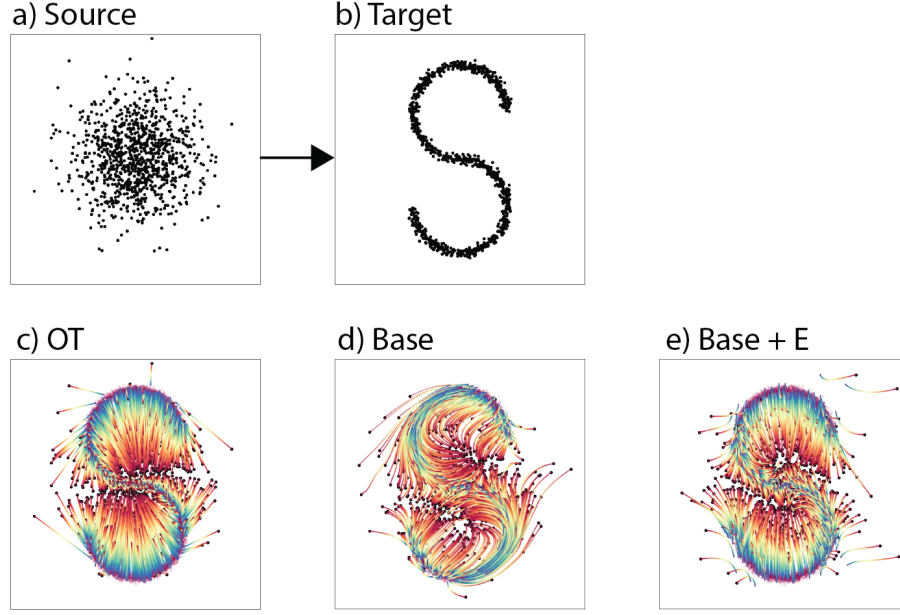 a) Source
b) Target
c) OT
d) Base
e) Base + E